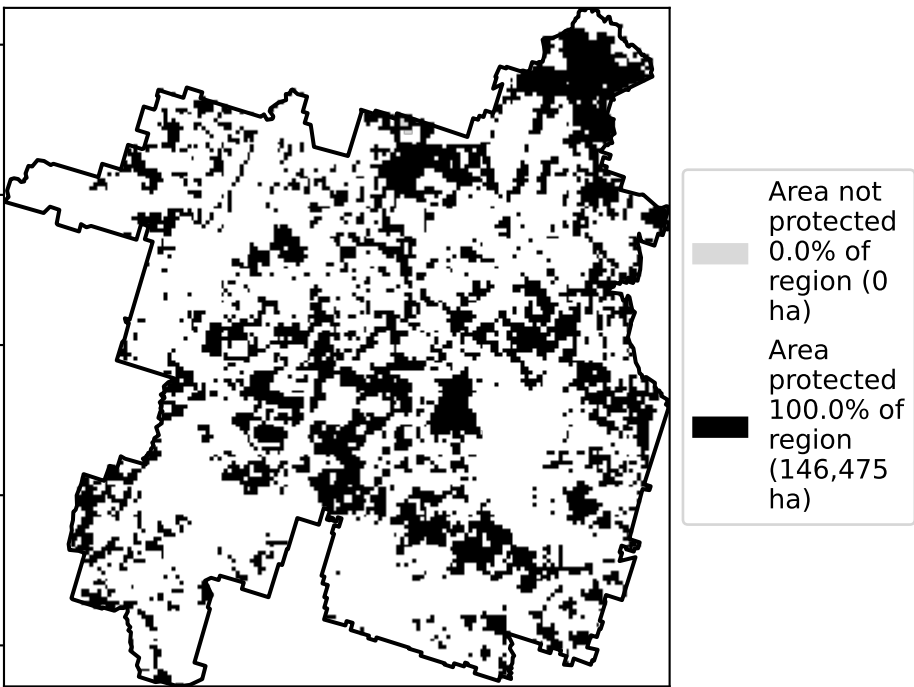 Area not
protected
0.0% of
region (0
ha)
Area
protected
100.0% of
region
(146,475
ha)